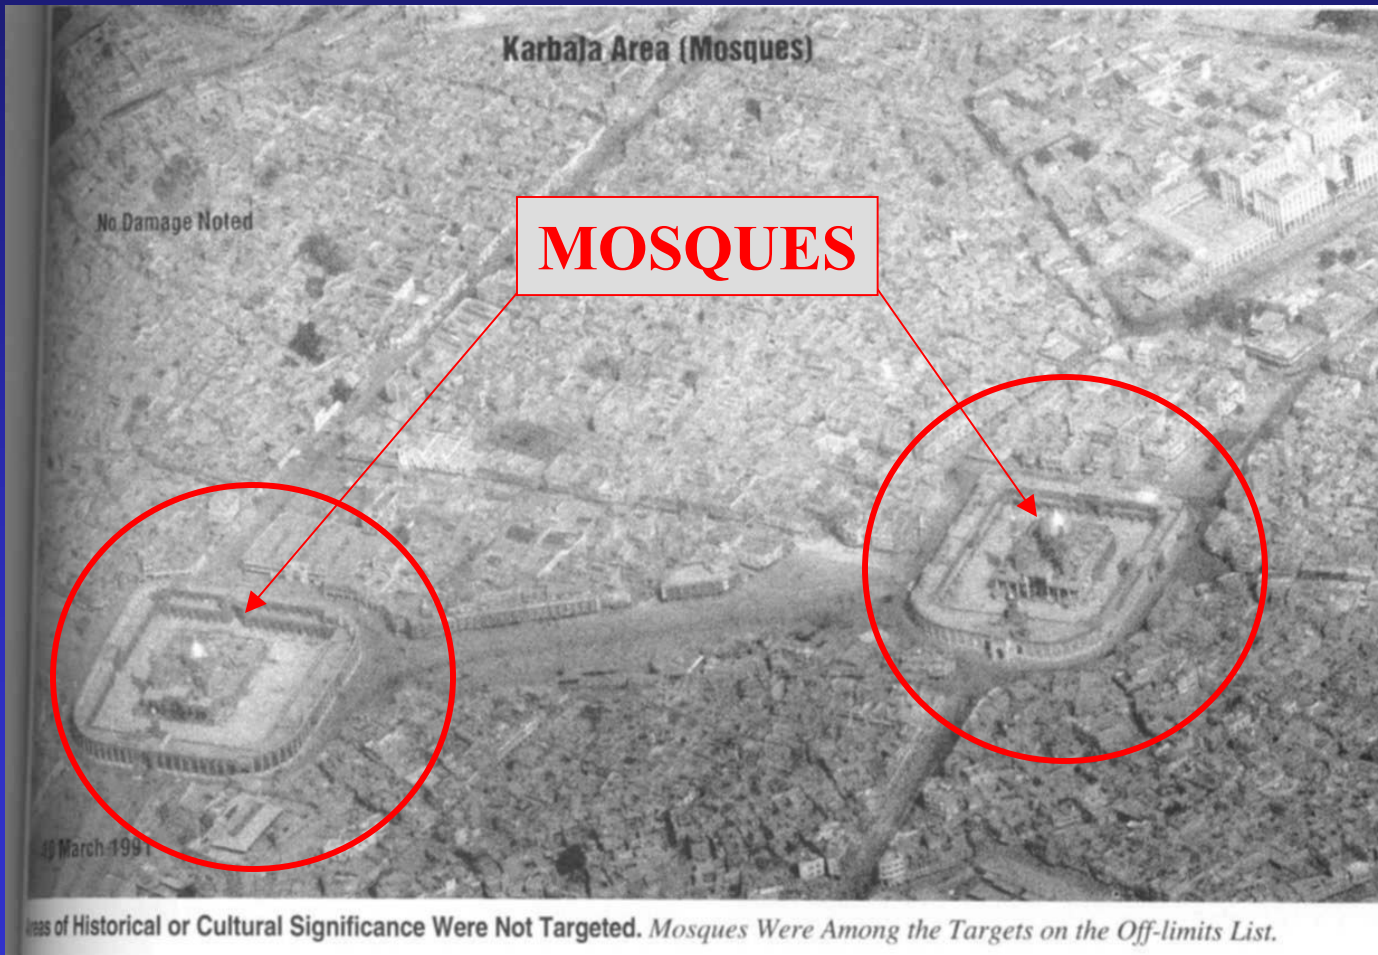 Karbala Area (Mosques)
No Damage Noted
MOSQUES
March 1991
of Historical or Cultural Significance Were Not Targeted. Mosques Were Among the Targets on the Off-limits List.